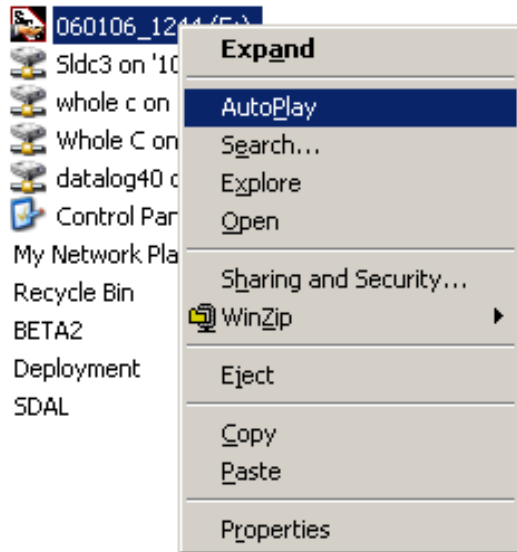 060106_1244 (F:)
Sldc3 on '10
whole c on
Whole C on
datalog40
Control Par
My Network Pla
Recycle Bin
BETA2
Deployment
SDAL
Expand
AutoPlay
Search...
Explore
Open
Sharing and Security...
WinZip
Eject
Copy
Paste
Properties